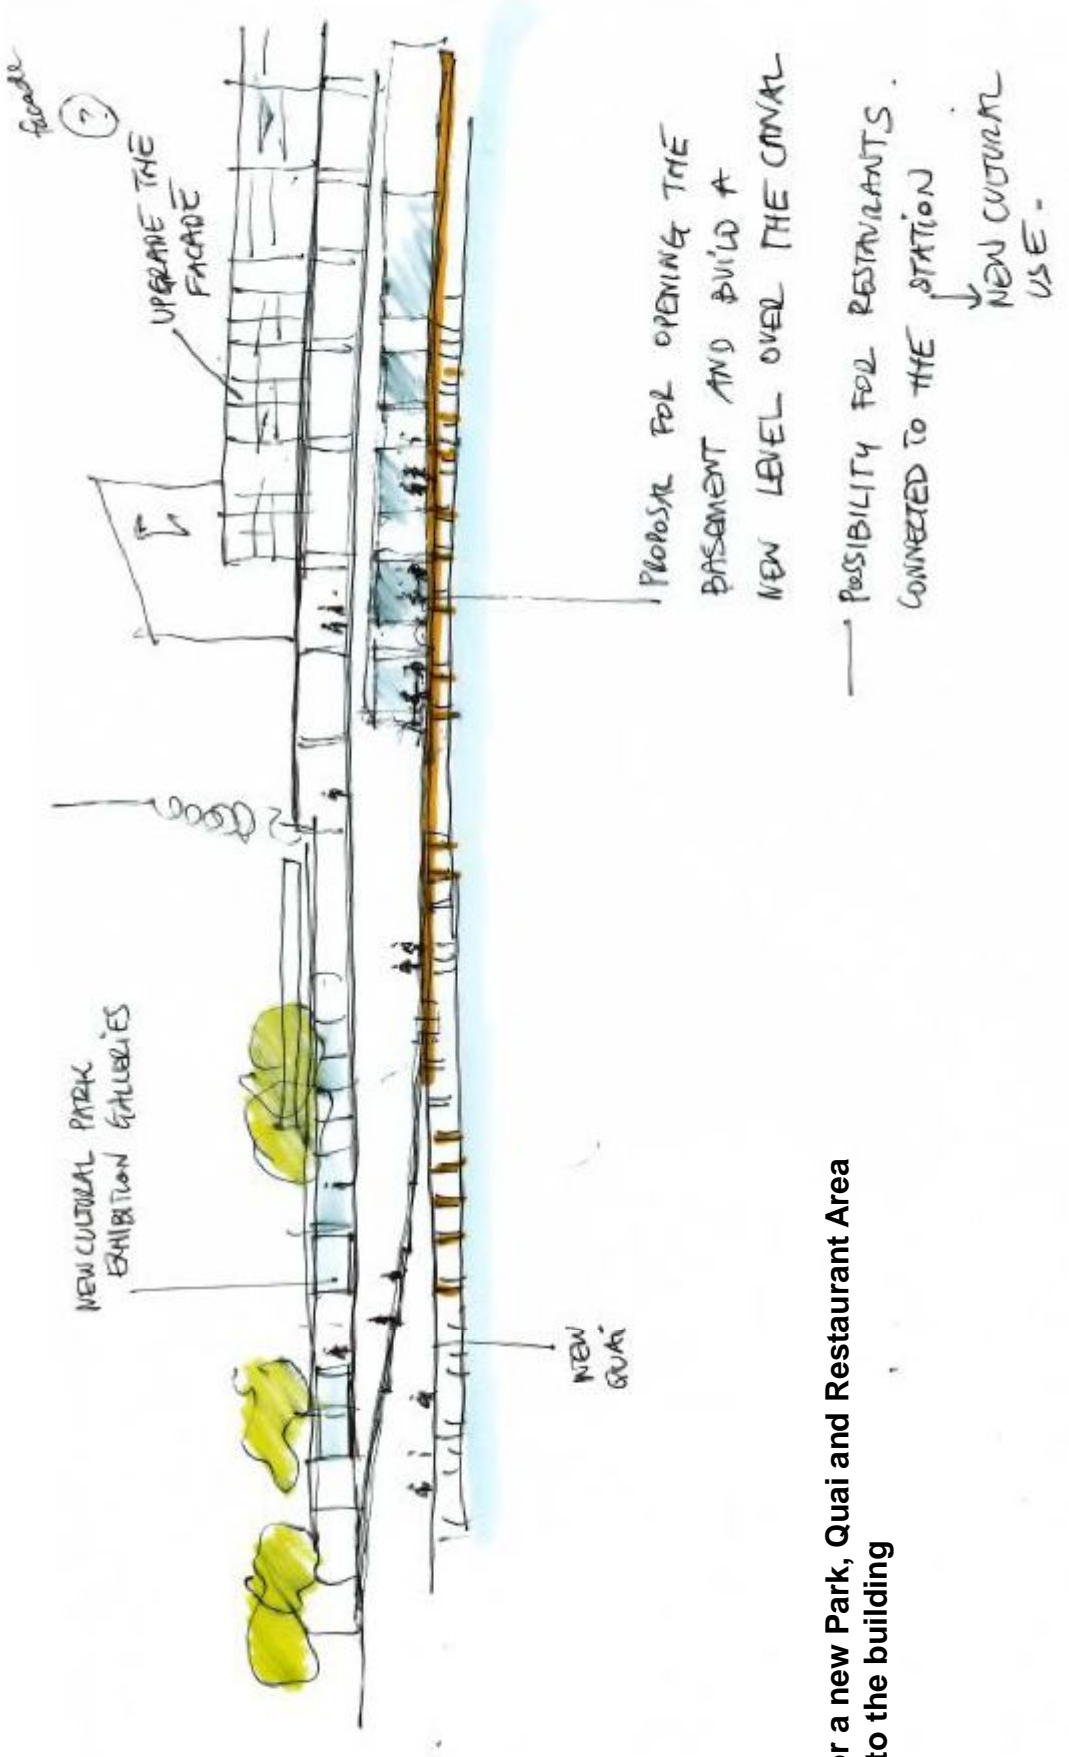 facade
?
UPGRADE THE
FACADE
NEW CULTURAL PARK
EXHIBITION GALLERIES
NEW
QUAI
PROPOSAL FOR OPENING THE
BASEMENT AND BUILD A
NEW LEVEL OVER THE CANAL
— POSSIBILITY FOR RESTAURANTS.
CONNECTED TO THE STATION
↓
NEW CULTURAL
USE.-
r a new Park, Quai and Restaurant Area
to the building